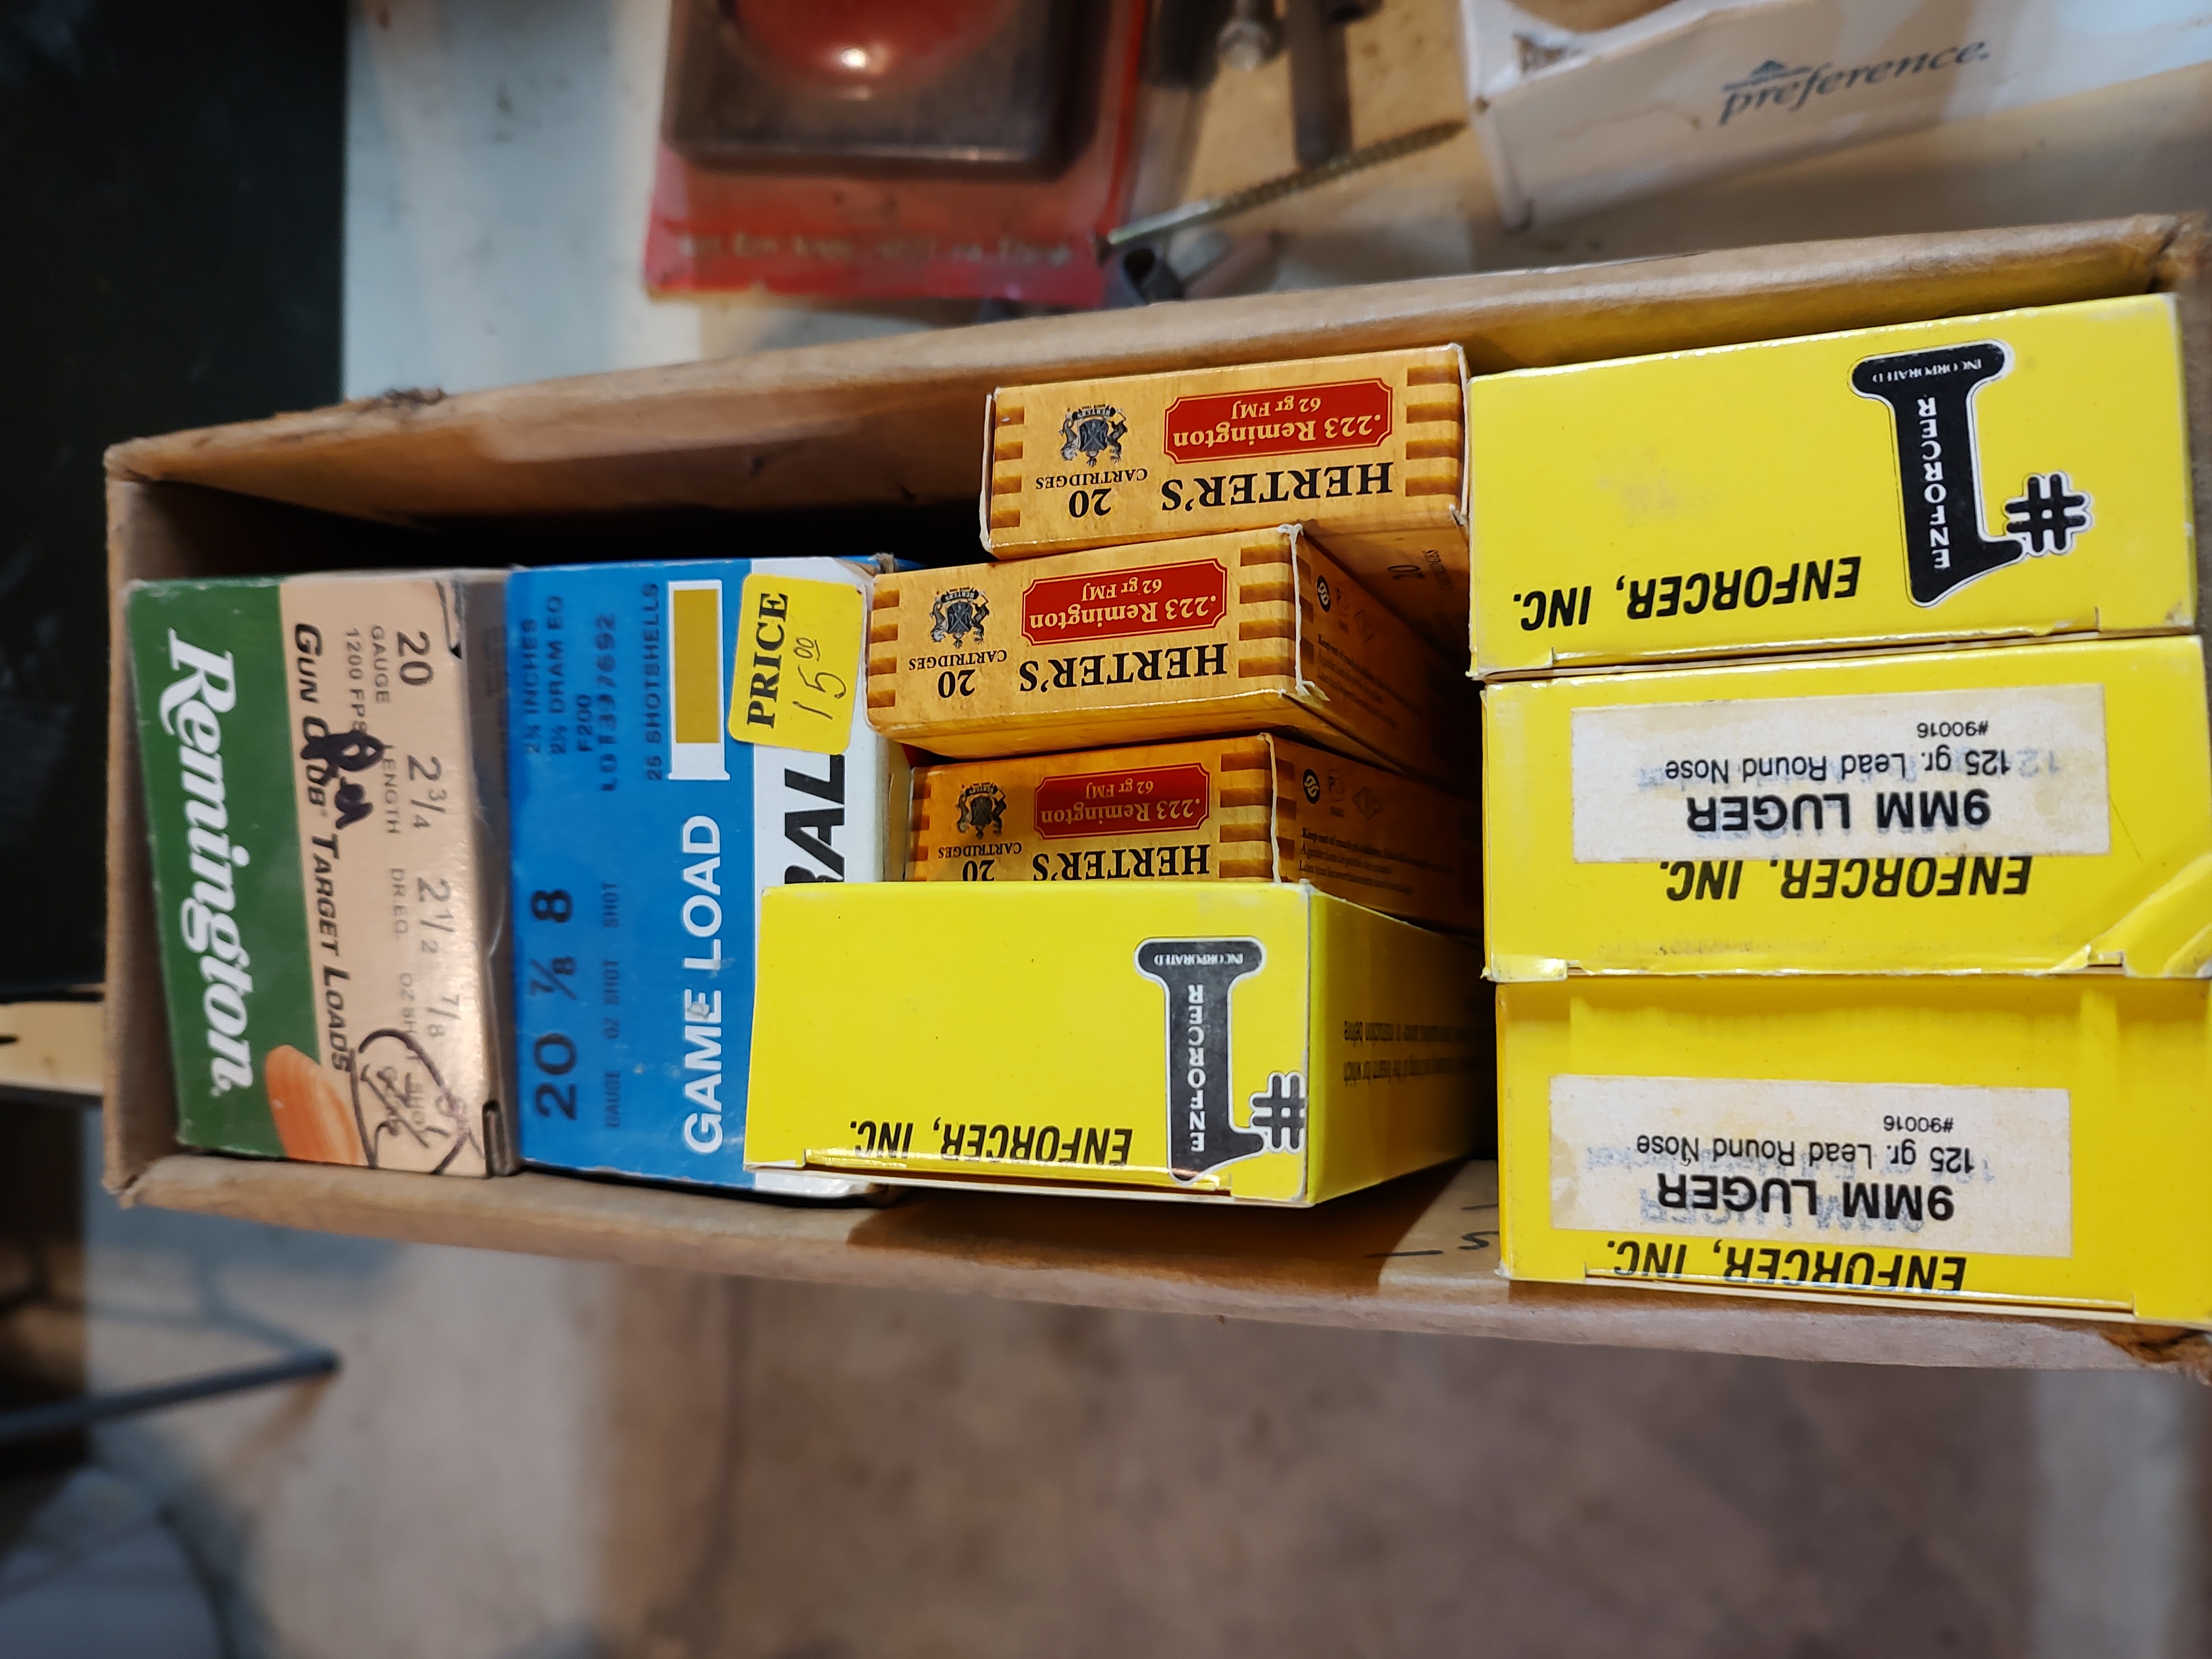 preference.
Remington
GUN CLUB® TARGET LOADS
20 2¾ 2½ 7/8
GAUGE LENGTH DR.EQ. OZ
1200 FPS
2¾ INCHES
2½ DRAM EQ
F200
25 SHOTSHELLS
20 7/8 8
GAUGE OZ SHOT SHOT
GAME LOAD
PRICE
15.00
HERTER'S
20
CARTRIDGES
.223 Remington
62 gr FMJ
HERTER'S
20
CARTRIDGES
.223 Remington
62 gr FMJ
HERTER'S
20
CARTRIDGES
.223 Remington
62 gr FMJ
ENFORCER, INC.
#1
ENFORCER
INCORPORATED
ENFORCER, INC.
#1
ENFORCER
INCORPORATED
ENFORCER, INC.
9MM LUGER
125 gr. Lead Round Nose
#90016
ENFORCER, INC.
9MM LUGER
125 gr. Lead Round Nose
#90016